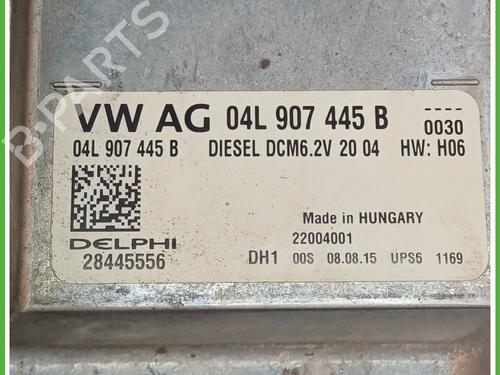 B-PARTS
VW AG 04L 907 445 B ----
0030
04L 907 445 B DIESEL DCM6.2V 20 04 HW: H06
Made in HUNGARY
DELPHI 22004001
28445556 DH1 00S 08.08.15 UPS6 1169